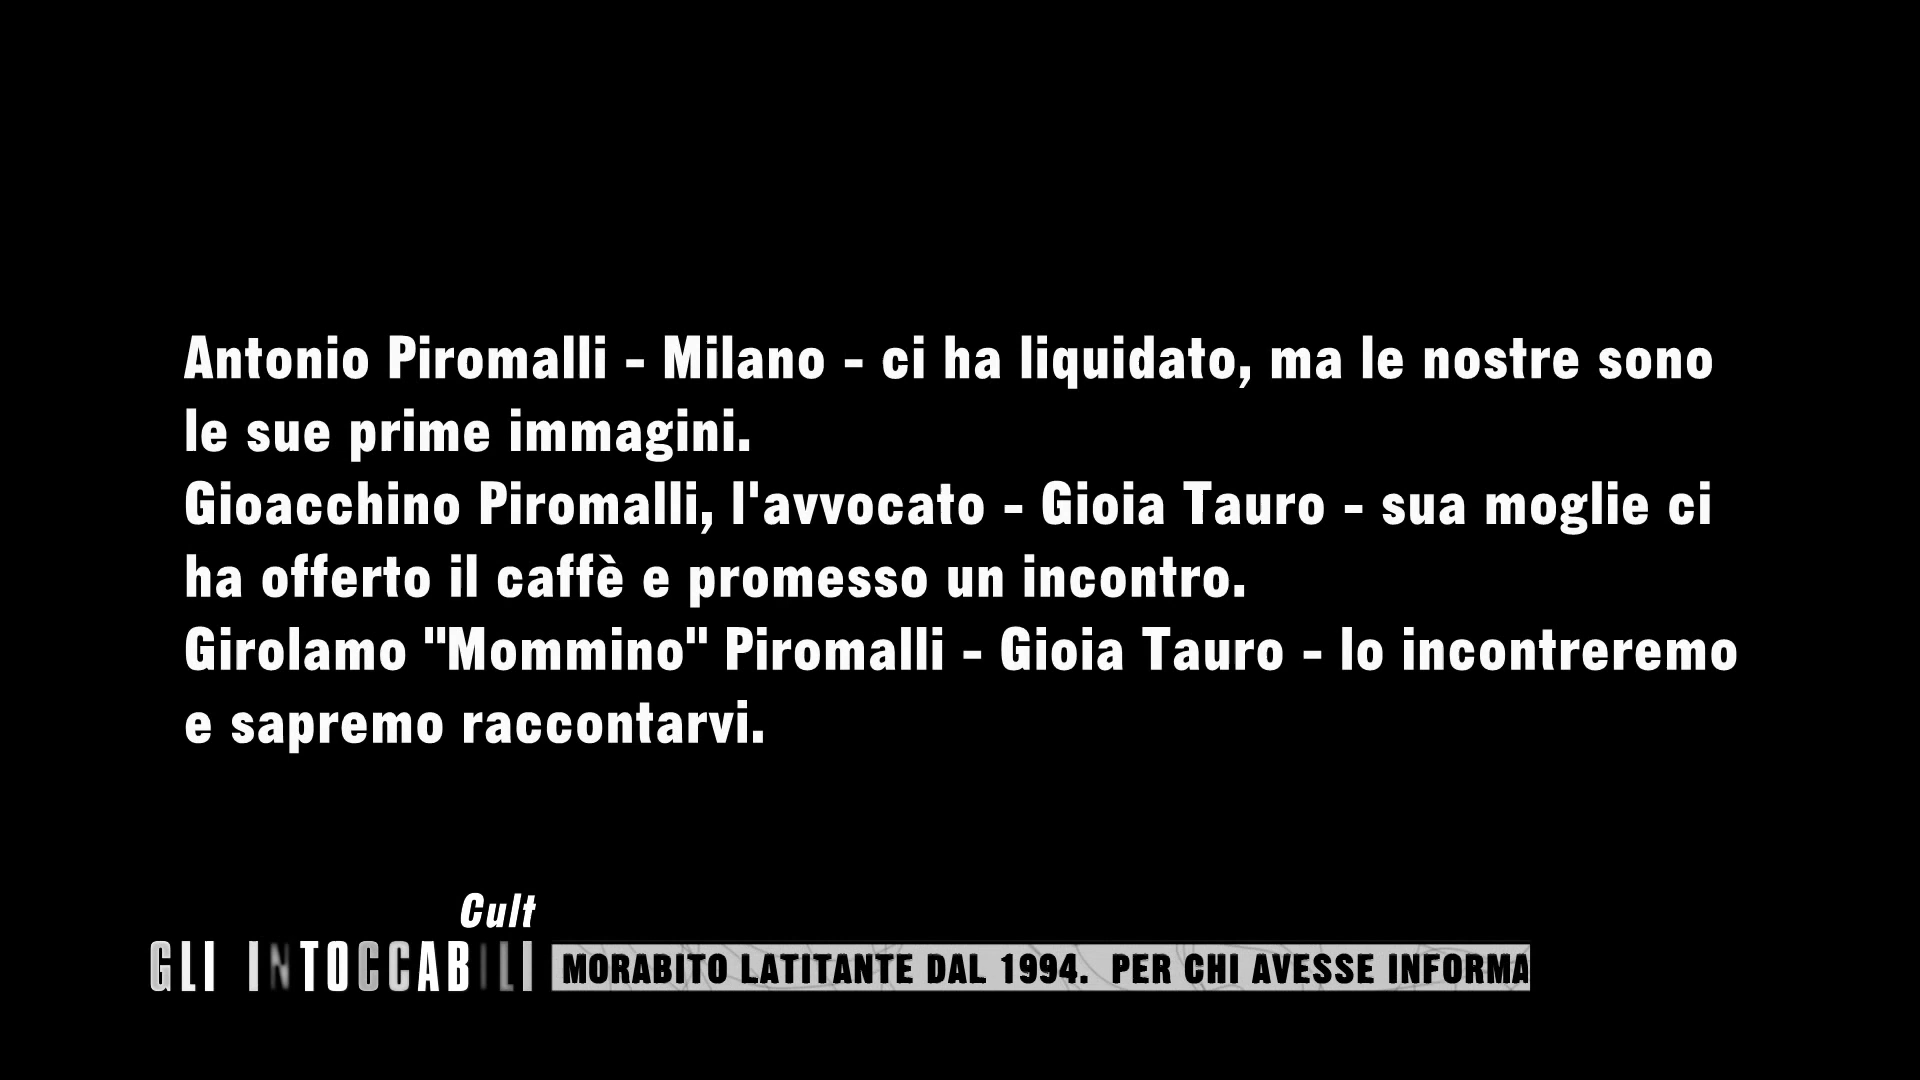 Antonio Piromalli - Milano - ci ha liquidato, ma le nostre sono
le sue prime immagini.
Gioacchino Piromalli, l'avvocato - Gioia Tauro - sua moglie ci
ha offerto il caffè e promesso un incontro.
Girolamo "Mommino" Piromalli - Gioia Tauro - lo incontreremo
e sapremo raccontarvi.
Cult
GLI INTOCCABILI
MORABITO LATITANTE DAL 1994. PER CHI AVESSE INFORMA